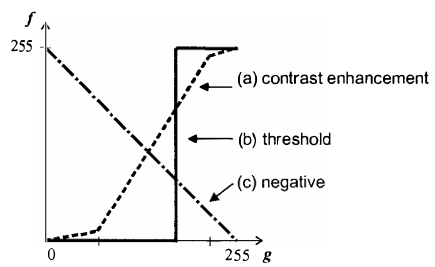 f
255
(a) contrast enhancement
(b) threshold
(c) negative
0
255 g